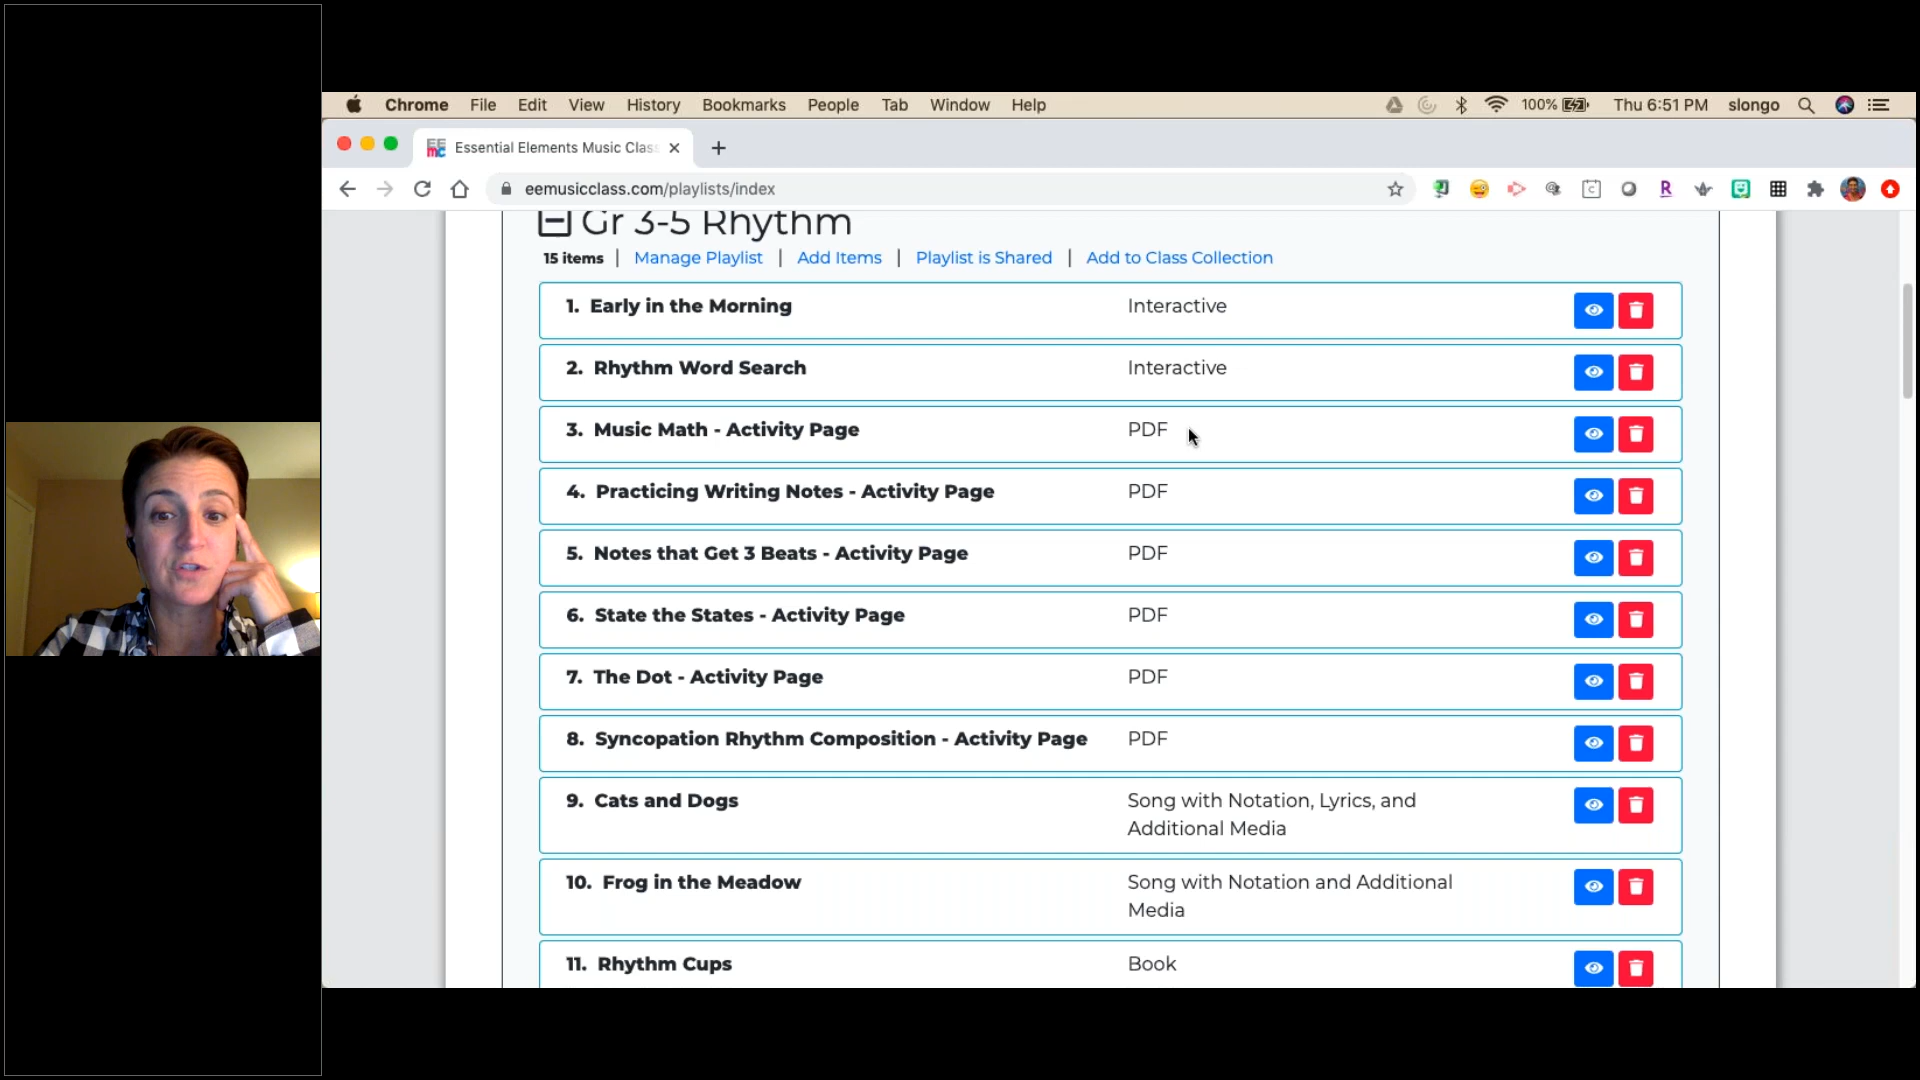 Chrome File Edit View History Bookmarks People Tab Window Help 100% Thu 6:51 PM slongo
Essential Elements Music Clas
eemusicclass.com/playlists/index
Gr 3-5 Rhythm
15 items | Manage Playlist | Add Items | Playlist is Shared | Add to Class Collection
1. Early in the Morning Interactive
2. Rhythm Word Search Interactive
3. Music Math - Activity Page PDF
4. Practicing Writing Notes - Activity Page PDF
5. Notes that Get 3 Beats - Activity Page PDF
6. State the States - Activity Page PDF
7. The Dot - Activity Page PDF
8. Syncopation Rhythm Composition - Activity Page PDF
9. Cats and Dogs Song with Notation, Lyrics, and
Additional Media
10. Frog in the Meadow Song with Notation and Additional
Media
11. Rhythm Cups Book